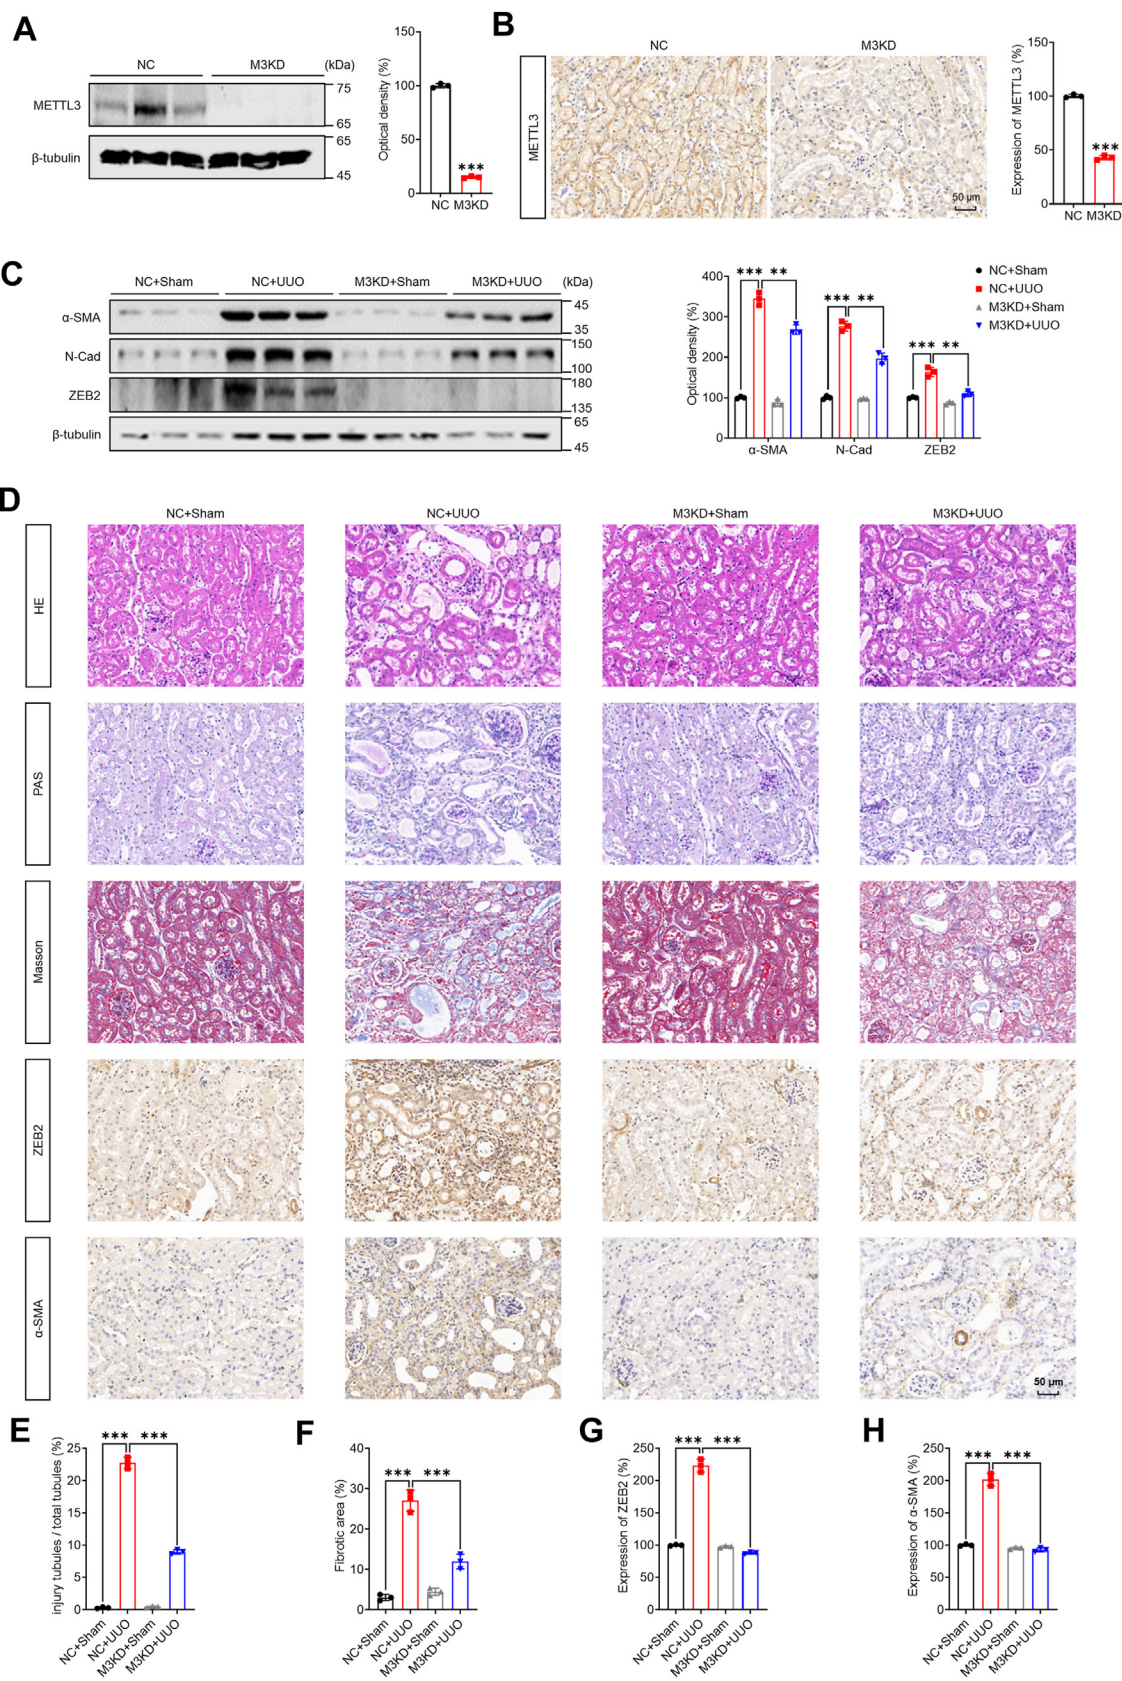 A
NC
M3KD
(kDa)
METTL3
75
65
β-tubulin
65
45
Optical density (%)
150
100
50
0
***
NC
M3KD
B
NC
M3KD
METTL3
50 μm
Expression of METTL3 (%)
150
100
50
0
***
NC
M3KD
C
NC+Sham
NC+UUO
M3KD+Sham
M3KD+UUO
(kDa)
α-SMA
45
35
N-Cad
150
100
ZEB2
180
135
β-tubulin
65
45
Optical density (%)
400
300
200
100
0
*** **
*** **
*** **
α-SMA
N-Cad
ZEB2
NC+Sham
NC+UUO
M3KD+Sham
M3KD+UUO
D
NC+Sham
NC+UUO
M3KD+Sham
M3KD+UUO
HE
PAS
Masson
ZEB2
α-SMA
50 μm
E
injury tubules / total tubules (%)
25
20
15
10
5
0
*** ***
NC+Sham
NC+UUO
M3KD+Sham
M3KD+UUO
F
Fibrotic area (%)
40
30
20
10
0
*** ***
NC+Sham
NC+UUO
M3KD+Sham
M3KD+UUO
G
Expression of ZEB2 (%)
250
200
150
100
50
0
*** ***
NC+Sham
NC+UUO
M3KD+Sham
M3KD+UUO
H
Expression of α-SMA (%)
250
200
150
100
50
0
*** ***
NC+Sham
NC+UUO
M3KD+Sham
M3KD+UUO